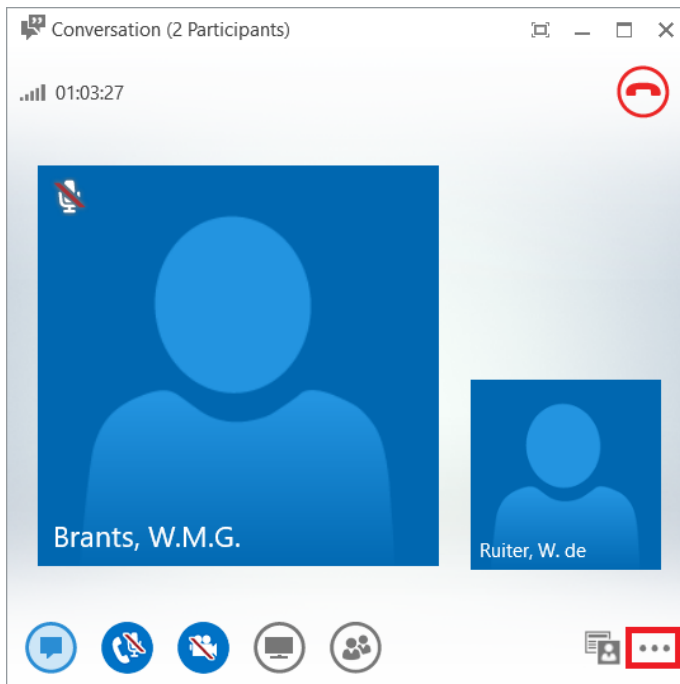 Conversation (2 Participants)
01:03:27
Brants, W.M.G.
Ruiter, W. de